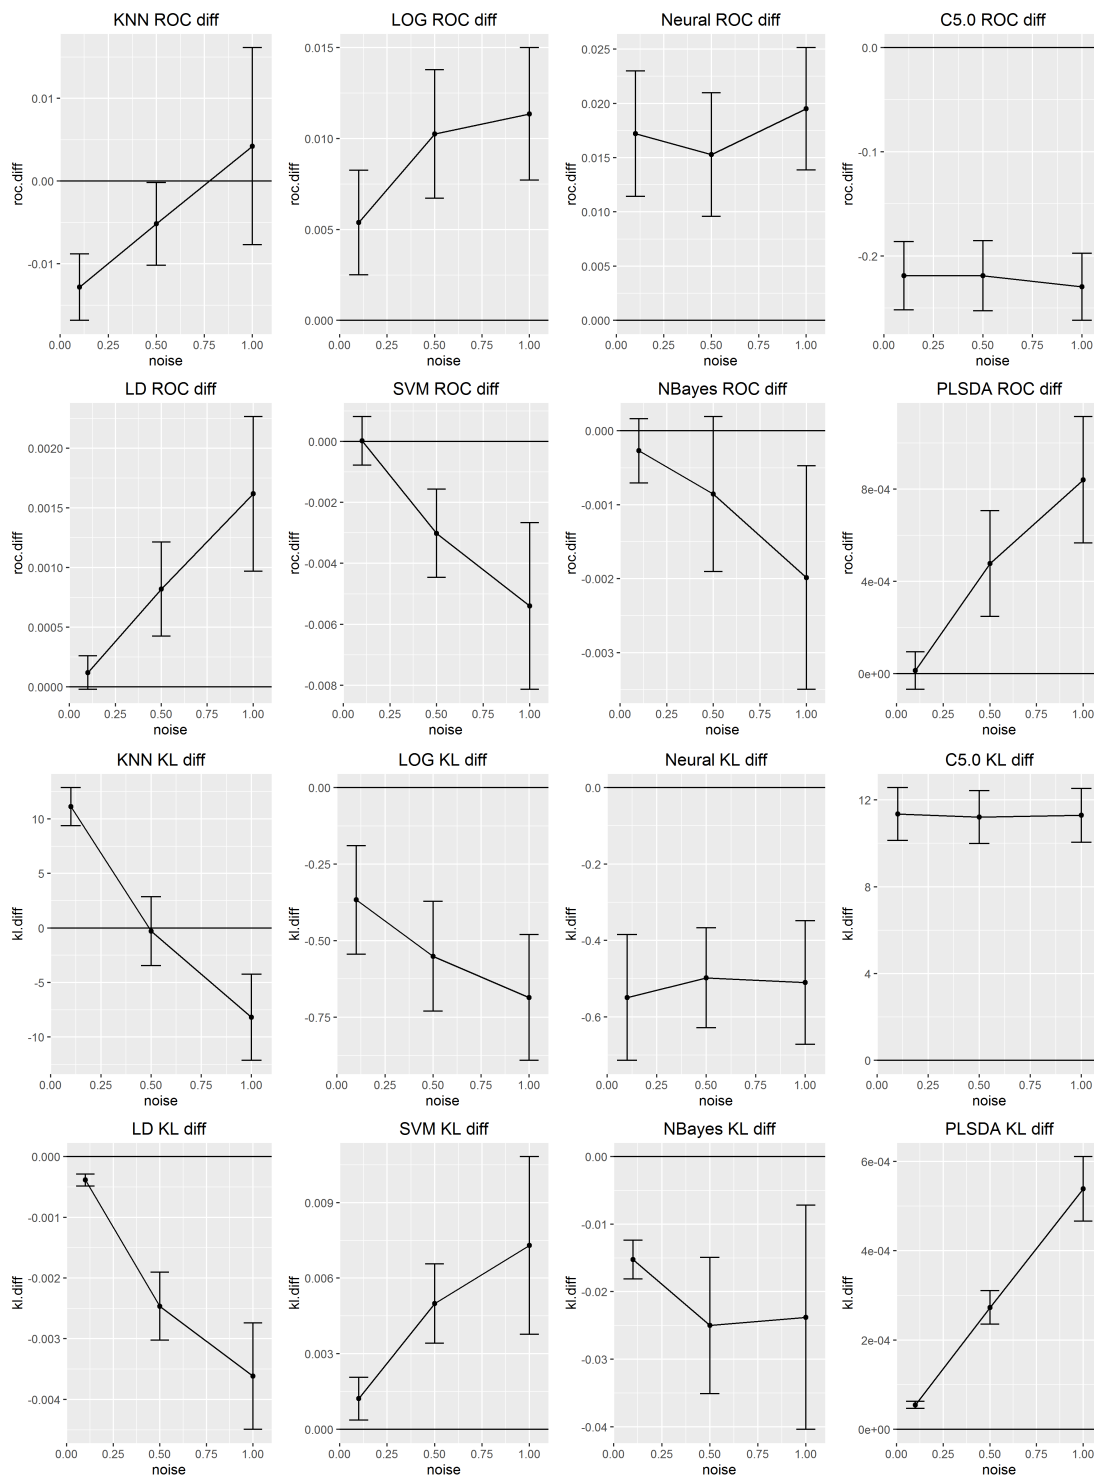 KNN ROC diff
LOG ROC diff
Neural ROC diff
C5.0 ROC diff
roc.diff
0.01
0.00
-0.01
0.00 0.25 0.50 0.75 1.00
noise
roc.diff
0.015
0.010
0.005
0.000
0.00 0.25 0.50 0.75 1.00
noise
roc.diff
0.025
0.020
0.015
0.010
0.005
0.000
0.00 0.25 0.50 0.75 1.00
noise
roc.diff
0.0
-0.1
-0.2
0.00 0.25 0.50 0.75 1.00
noise
LD ROC diff
SVM ROC diff
NBayes ROC diff
PLSDA ROC diff
roc.diff
0.0020
0.0015
0.0010
0.0005
0.0000
0.00 0.25 0.50 0.75 1.00
noise
roc.diff
0.000
-0.002
-0.004
-0.006
-0.008
0.00 0.25 0.50 0.75 1.00
noise
roc.diff
0.000
-0.001
-0.002
-0.003
0.00 0.25 0.50 0.75 1.00
noise
roc.diff
8e-04
4e-04
0e+00
0.00 0.25 0.50 0.75 1.00
noise
KNN KL diff
LOG KL diff
Neural KL diff
C5.0 KL diff
kl.diff
10
5
0
-5
-10
0.00 0.25 0.50 0.75 1.00
noise
kl.diff
0.00
-0.25
-0.50
-0.75
0.00 0.25 0.50 0.75 1.00
noise
kl.diff
0.0
-0.2
-0.4
-0.6
0.00 0.25 0.50 0.75 1.00
noise
kl.diff
12
8
4
0
0.00 0.25 0.50 0.75 1.00
noise
LD KL diff
SVM KL diff
NBayes KL diff
PLSDA KL diff
kl.diff
0.000
-0.001
-0.002
-0.003
-0.004
0.00 0.25 0.50 0.75 1.00
noise
kl.diff
0.009
0.006
0.003
0.000
0.00 0.25 0.50 0.75 1.00
noise
kl.diff
0.00
-0.01
-0.02
-0.03
-0.04
0.00 0.25 0.50 0.75 1.00
noise
kl.diff
6e-04
4e-04
2e-04
0e+00
0.00 0.25 0.50 0.75 1.00
noise